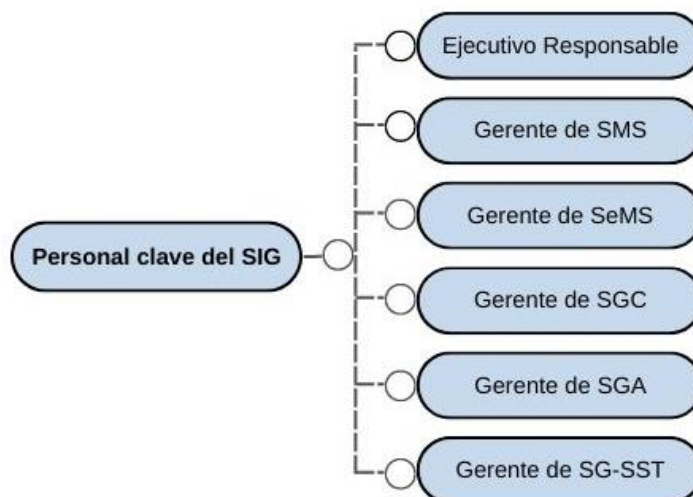 Ejecutivo Responsable
Gerente de SMS
Gerente de SeMS
Personal clave del SIG
Gerente de SGC
Gerente de SGA
Gerente de SG-SST